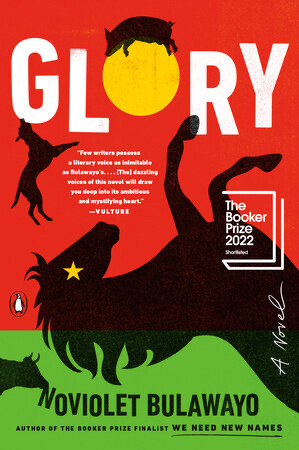 GLORY
"Few writers possess
a literary voice as inimitable
as Bulawayo's. . . . [The] dazzling
voices of this novel will draw
you deep into its ambitious
and mystifying heart."
—VULTURE
The
Booker
Prize
2022
Shortlisted
A Novel
NOVIOLET BULAWAYO
AUTHOR OF THE BOOKER PRIZE FINALIST WE NEED NEW NAMES